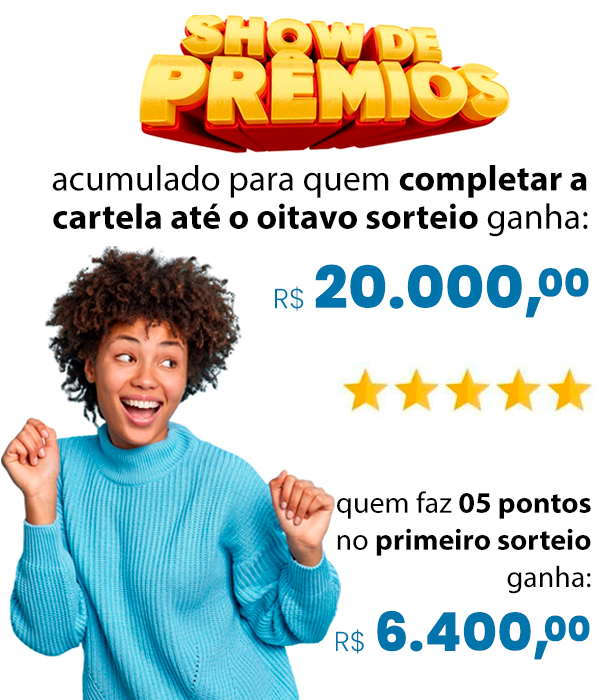 SHOW DE
PRÊMIOS
acumulado para quem completar a
cartela até o oitavo sorteio ganha:
R$ 20.000,00
quem faz 05 pontos
no primeiro sorteio
ganha:
R$ 6.400,00